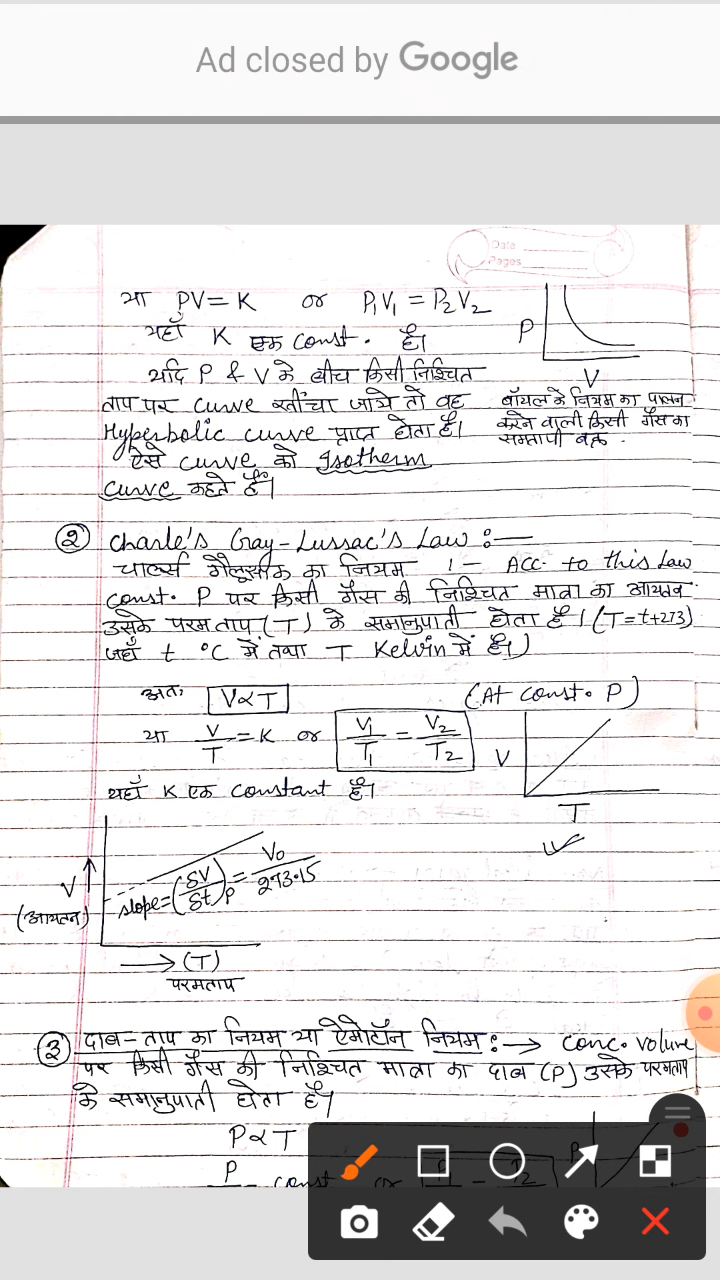 Ad closed by Google
Date
Pages
या PV = K or P₁V₁ = P₂V₂
P
V
यहाँ K एक const. है।
यदि P & V के बीच किसी निश्चित
ताप पर curve खींचा जाये तो वह
Hyperbolic curve प्राप्त होता है।
ऐसे curve को Isotherm
curve कहते हैं।
बॉयल के नियम का पालन
करने वाली किसी गैस का
समतापी वक्र.
② Charle's Gray-Lussac's Law :—
चार्ल्स गैलूसाक का नियम :- Acc. to this Law
const. P पर किसी गैस की निश्चित मात्रा का आयतन
उसके परमताप (T) के समानुपाती होता है। (T = t+273)
जहाँ t °C में तथा T Kelvin में है।)
अतः V∝T (At const. P)
या V/T = K or V₁/T₁ = V₂/T₂
V
T
यहाँ K एक constant है।
V
(आयतन)
slope = (δV/δt)P = V₀/273.15
→ (T)
परमताप
③ दाब-ताप का नियम या ऐमोटॉन नियम :→ conc. volume
पर किसी गैस की निश्चित मात्रा का दाब (P) उसके परमताप
के समानुपाती होता है।
P∝T
P
const
or